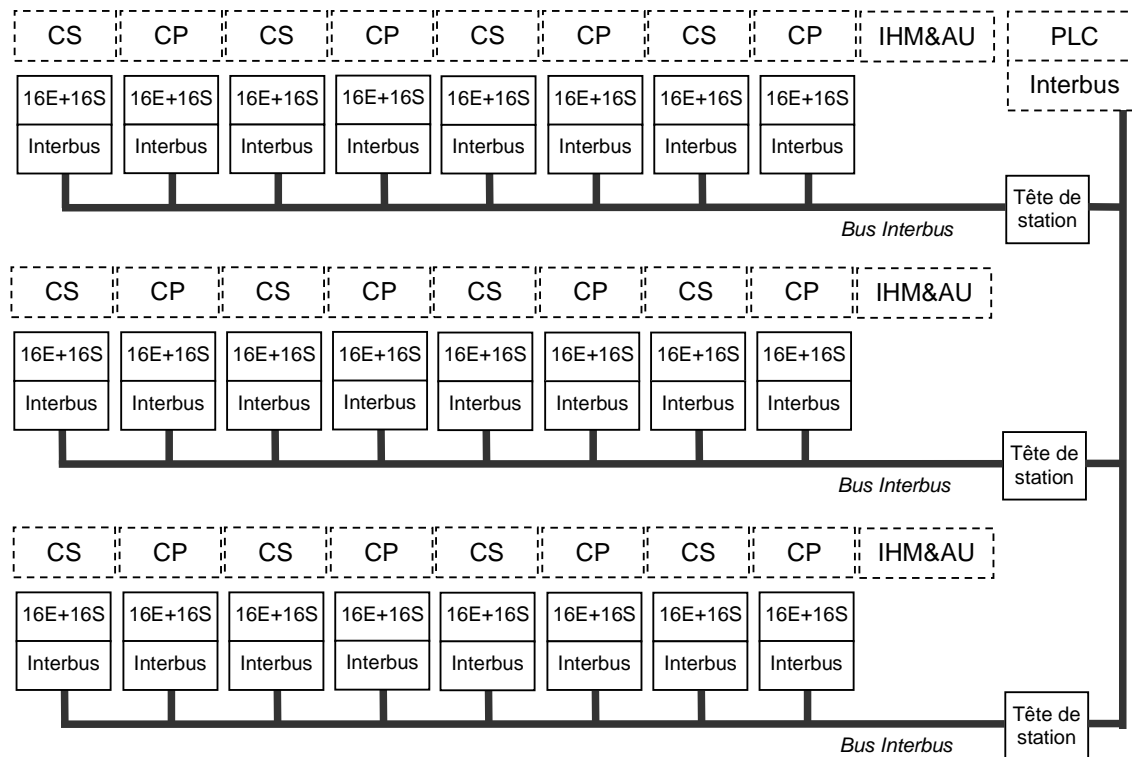 CS CP CS CP CS CP CS CP IHM&AU PLC
Interbus
16E+16S 16E+16S 16E+16S 16E+16S 16E+16S 16E+16S 16E+16S 16E+16S
Interbus Interbus Interbus Interbus Interbus Interbus Interbus Interbus
Tête de
station
Bus Interbus
CS CP CS CP CS CP CS CP IHM&AU
16E+16S 16E+16S 16E+16S 16E+16S 16E+16S 16E+16S 16E+16S 16E+16S
Interbus Interbus Interbus Interbus Interbus Interbus Interbus Interbus
Tête de
station
Bus Interbus
CS CP CS CP CS CP CS CP IHM&AU
16E+16S 16E+16S 16E+16S 16E+16S 16E+16S 16E+16S 16E+16S 16E+16S
Interbus Interbus Interbus Interbus Interbus Interbus Interbus Interbus
Tête de
station
Bus Interbus